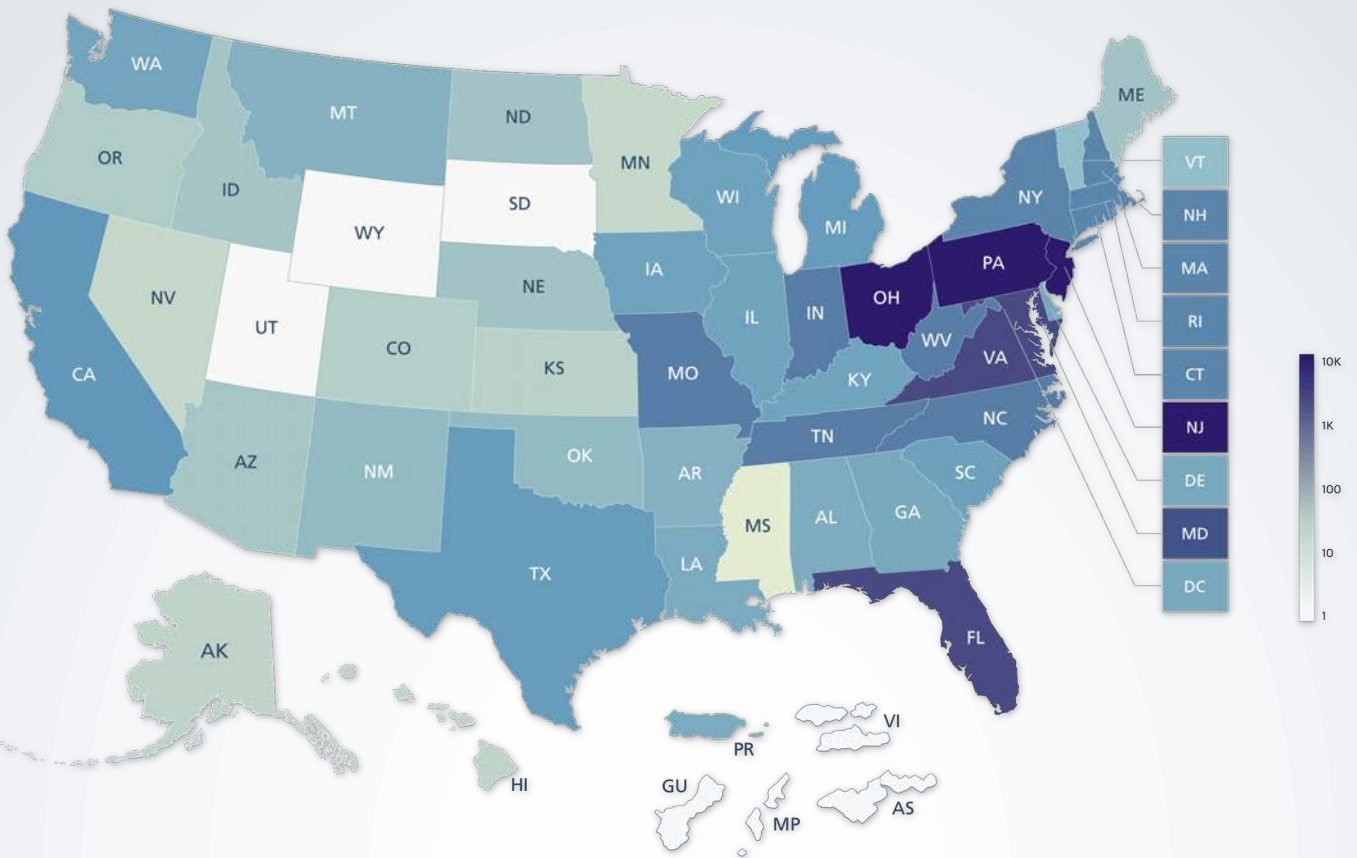 WA
MT
ND
MN
OR
ID
WY
SD
WI
MI
NY
ME
VT
NH
MA
RI
CT
NJ
DE
MD
DC
NV
UT
CO
NE
IA
IL
IN
OH
PA
CA
KS
MO
KY
WV
VA
AZ
NM
OK
AR
TN
NC
SC
TX
LA
MS
AL
GA
FL
AK
HI
PR
VI
GU
MP
AS
10K
1K
100
10
1